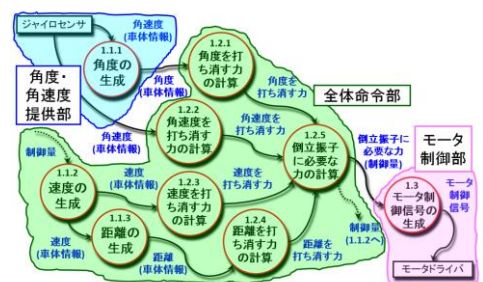 ジャイロセンサ
角速度
(車体情報)
1.1.1
角度の
生成
1.2.1
角度を打
ち消す力
の計算
角度・
角速度
提供部
角度
(車体情報)
角度を
打ち消す力
全体命令部
1.2.2
角速度を
打ち消す
力の計算
角速度
(車体情報)
角速度を
打ち消す力
1.2.5
倒立振子
に必要な
力の計算
倒立振子に
必要な力
(制御量)
モータ
制御部
制御量
1.1.2
速度の
生成
速度
(車体情報)
1.2.3
速度を打
ち消す力
の計算
速度を
打ち消す力
1.3
モータ制
御信号の
生成
モータ
制御
信号
1.1.3
距離の
生成
1.2.4
距離を打
ち消す力
の計算
速度
(車体情報)
距離
(車体情報)
距離を
打ち消す力
制御量
(1.1.2へ)
モータドライバ